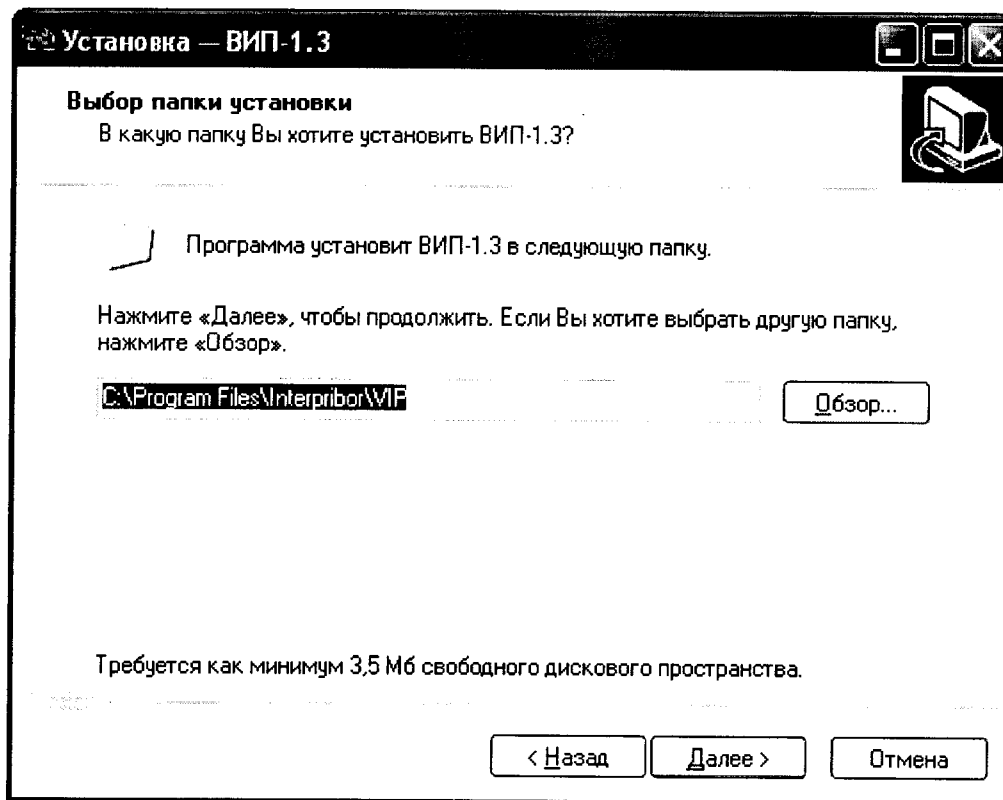 Установка — ВИП-1.3
Выбор папки установки
В какую папку Вы хотите установить ВИП-1.3?
Программа установит ВИП-1.3 в следующую папку.
Нажмите «Далее», чтобы продолжить. Если Вы хотите выбрать другую папку,
нажмите «Обзор».
C:\Program Files\Interpribor\VIP
Обзор...
Требуется как минимум 3,5 Мб свободного дискового пространства.
< Назад
Далее >
Отмена